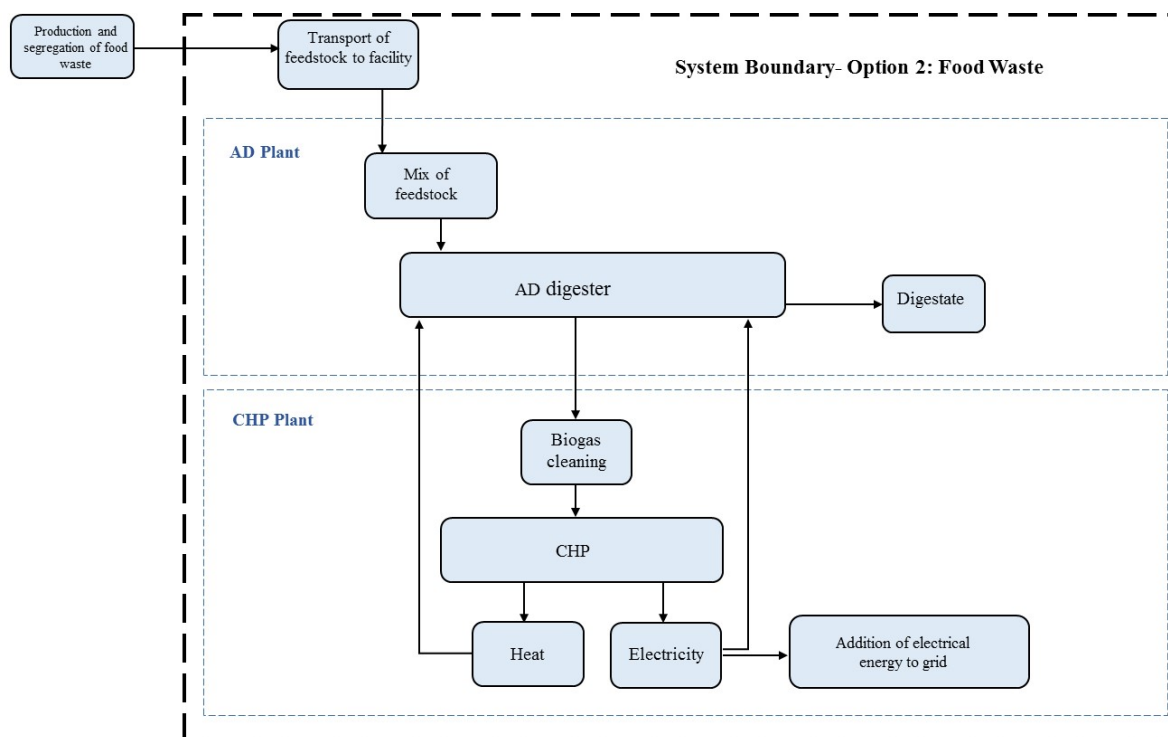 Production and
segregation of food
waste
Transport of
feedstock to facility
System Boundary- Option 2: Food Waste
AD Plant
Mix of
feedstock
AD digester
Digestate
CHP Plant
Biogas
cleaning
CHP
Heat
Electricity
Addition of electrical
energy to grid